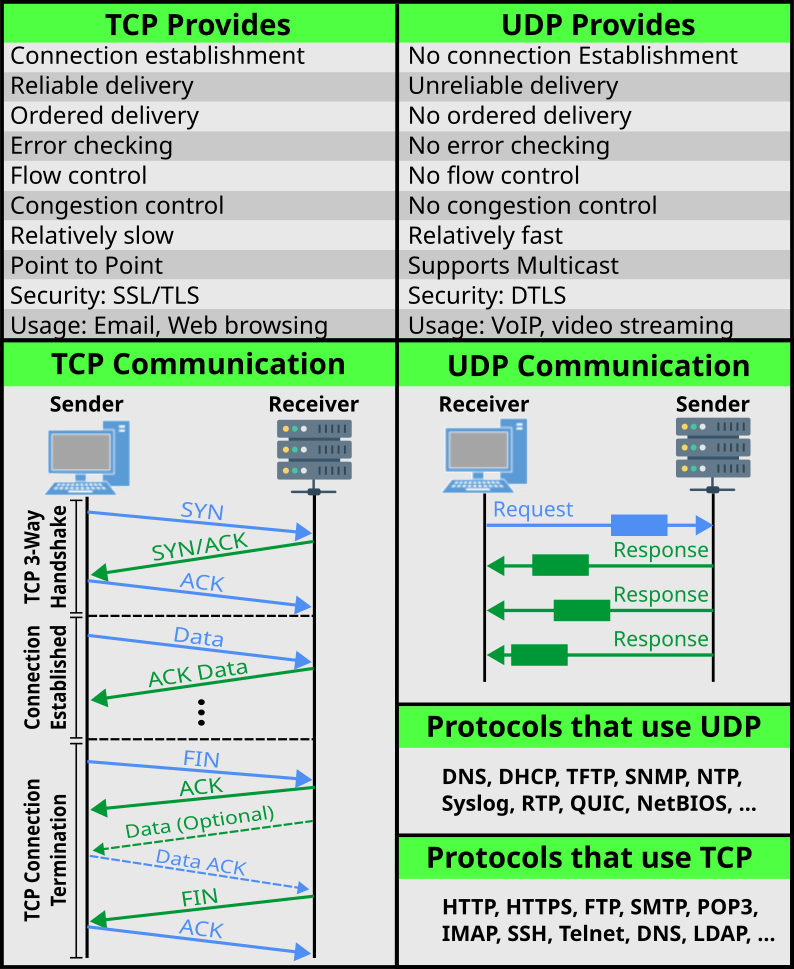 TCP Provides
Connection establishment
Reliable delivery
Ordered delivery
Error checking
Flow control
Congestion control
Relatively slow
Point to Point
Security: SSL/TLS
Usage: Email, Web browsing
UDP Provides
No connection Establishment
Unreliable delivery
No ordered delivery
No error checking
No flow control
No congestion control
Relatively fast
Supports Multicast
Security: DTLS
Usage: VoIP, video streaming
TCP Communication
Sender
Receiver
TCP 3-Way
Handshake
SYN
SYN/ACK
ACK
Connection
Established
Data
ACK Data
TCP Connection
Termination
FIN
ACK
Data (Optional)
Data ACK
FIN
ACK
UDP Communication
Receiver
Sender
Request
Response
Response
Response
Protocols that use UDP
DNS, DHCP, TFTP, SNMP, NTP,
Syslog, RTP, QUIC, NetBIOS, ...
Protocols that use TCP
HTTP, HTTPS, FTP, SMTP, POP3,
IMAP, SSH, Telnet, DNS, LDAP, ...